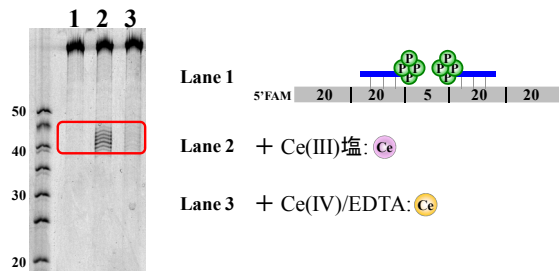 1 2 3
50
40
30
20
Lane 1
P P P P P P P P
5'FAM 20 20 5 20 20
Lane 2 + Ce(III)塩: Ce
Lane 3 + Ce(IV)/EDTA: Ce